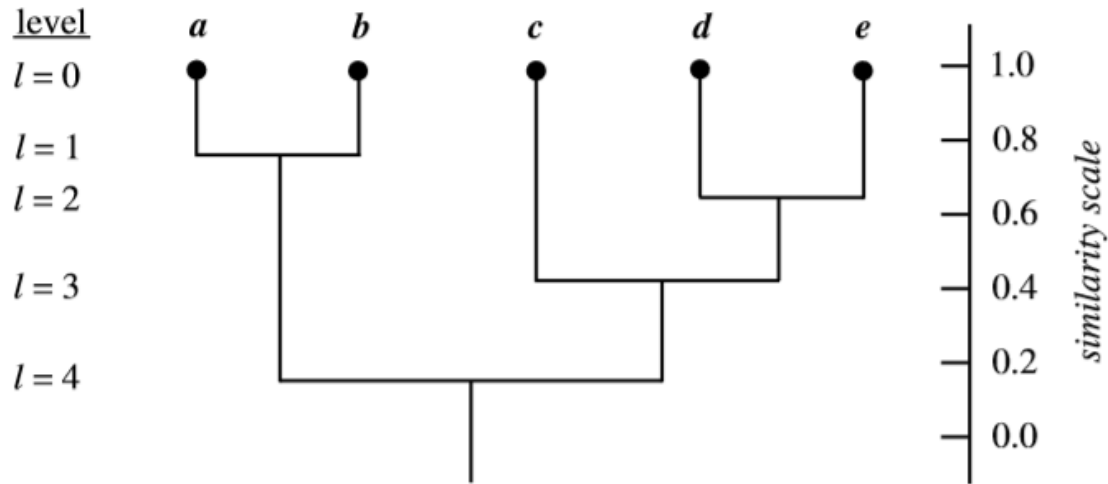 level a b c d e
l = 0 1.0
l = 1 0.8
l = 2 0.6
l = 3 0.4
l = 4 0.2
0.0
similarity scale